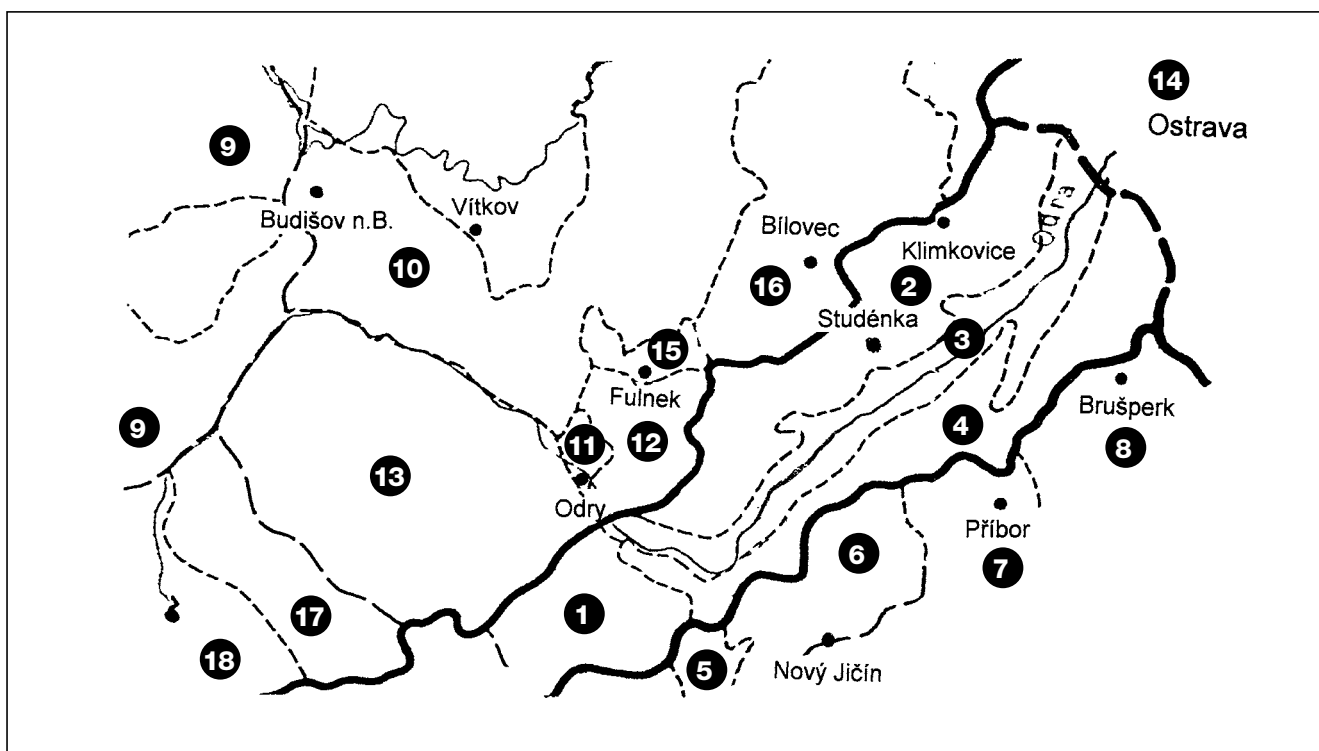 14
Ostrava
9
Budišov n.B.
Vítkov
Odra
Bílovec
Klimkovice
10
16
2
Studénka
3
15
Fulnek
Brušperk
9
11
12
4
8
13
Odry
Příbor
6
7
1
17
18
5
Nový Jičín